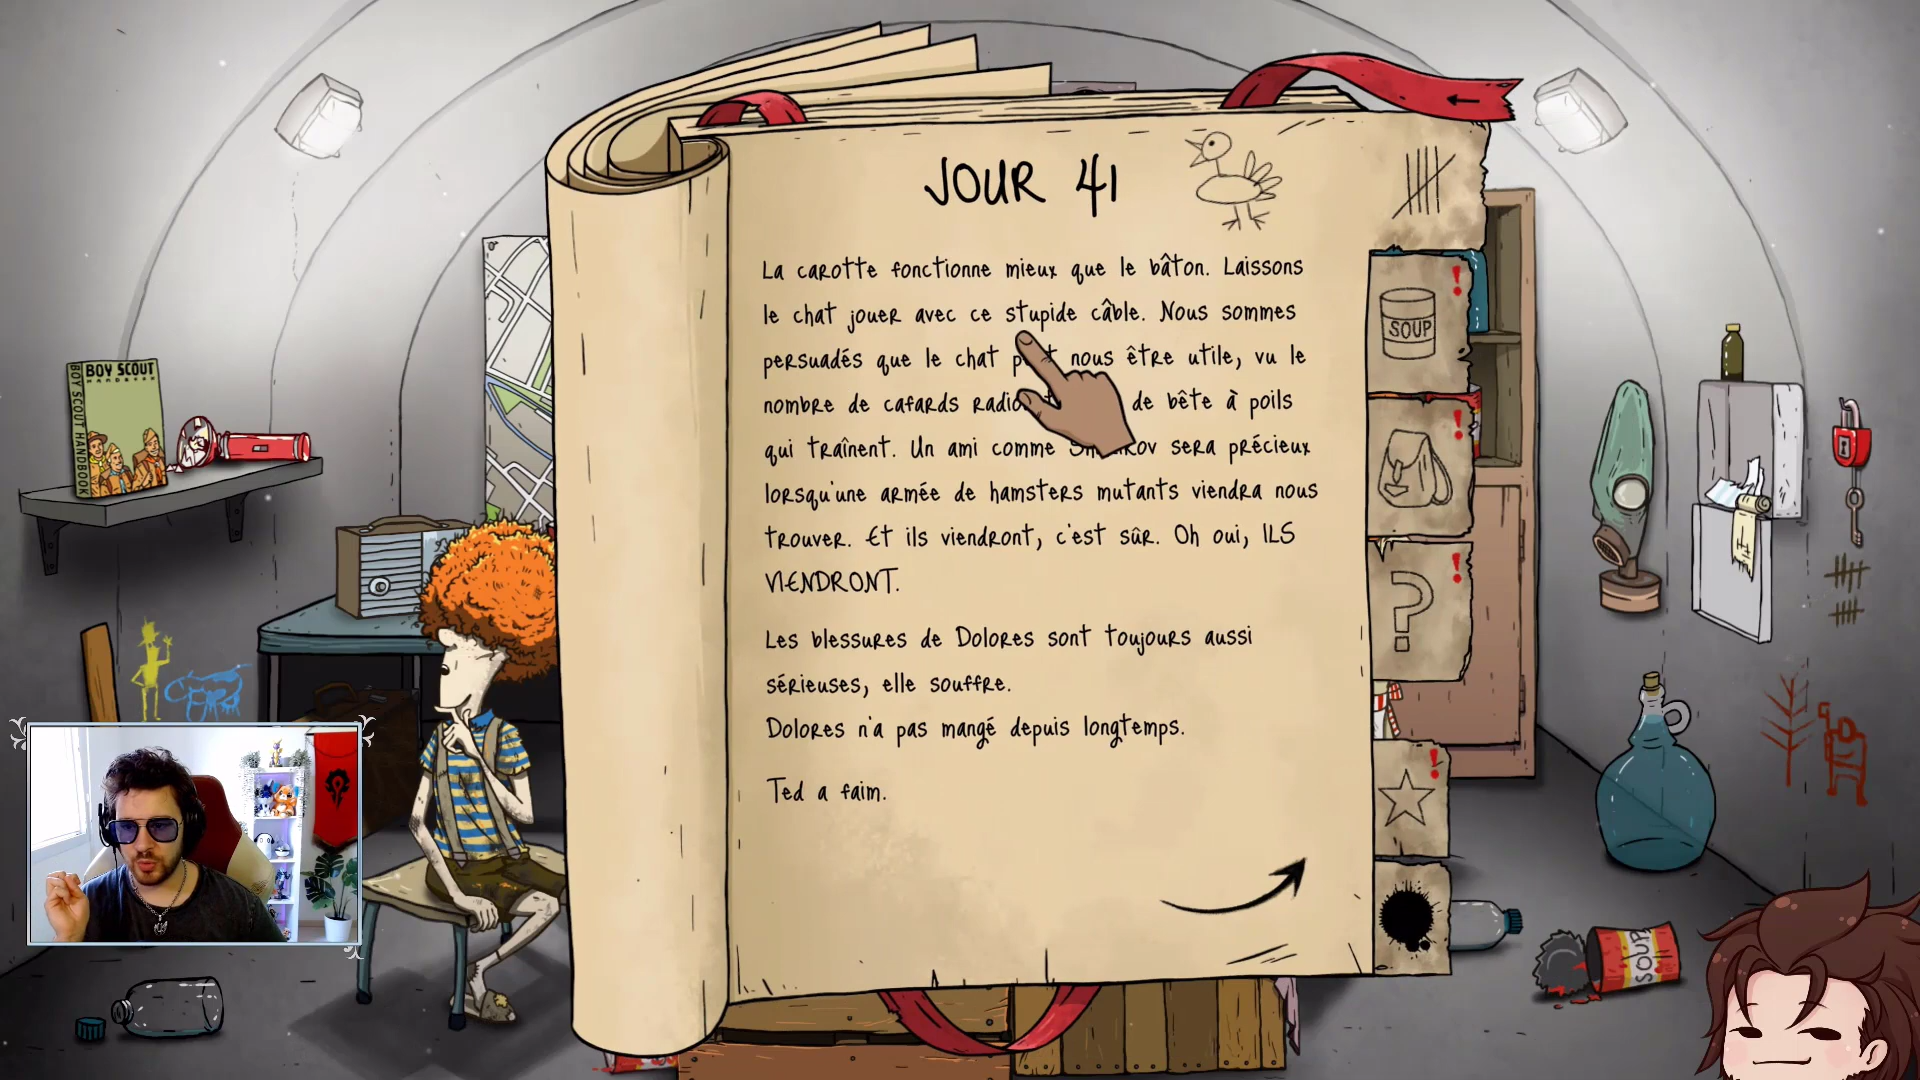 JOUR 41
La carotte fonctionne mieux que le bâton. Laissons
le chat jouer avec ce stupide câble. Nous sommes
persuadés que le chat nous être utile, vu le
nombre de cafards de bête à poils
qui traînent. Un ami comme sera précieux
lorsqu'une armée de hamsters mutants viendra nous
trouver. Et ils viendront, c'est sûr. Oh oui, ILS
VIENDRONT.
Les blessures de Dolores sont toujours aussi
sérieuses, elle souffre.
Dolores n'a pas mangé depuis longtemps.
Ted a faim.
SOUP
!
!
?
!
!
BOY SCOUT
HANDBOOK
BOY SCOUT HANDBOOK
SOUP